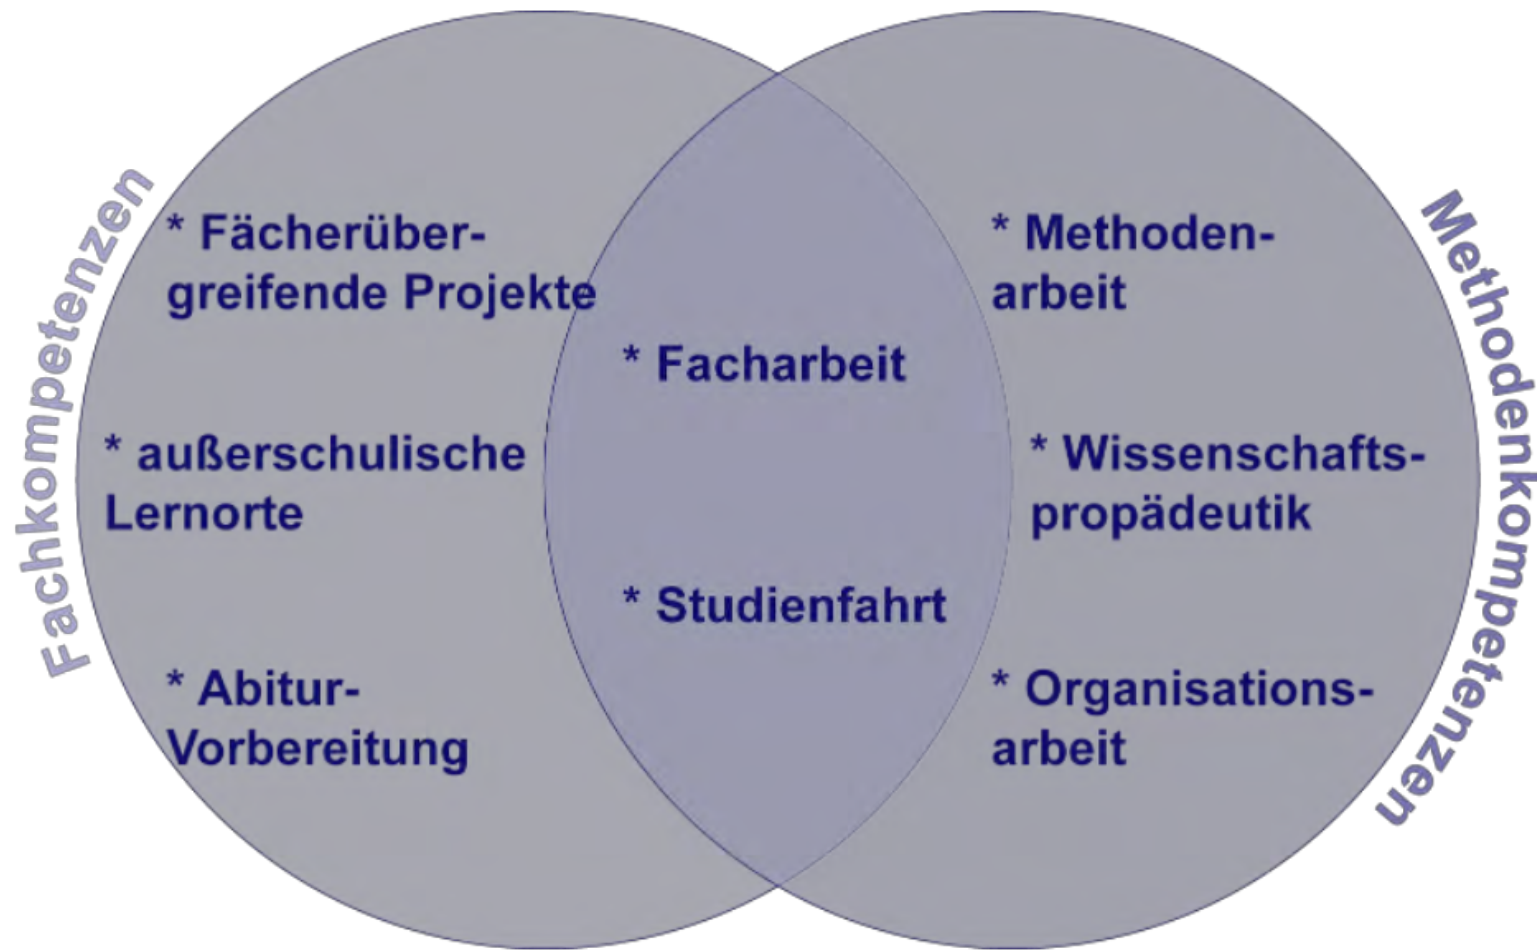 Fachkompetenzen
* Fächerüber-
greifende Projekte
* außerschulische
Lernorte
* Abitur-
Vorbereitung
* Facharbeit
* Studienfahrt
* Methoden-
arbeit
* Wissenschafts-
propädeutik
* Organisations-
arbeit
Methodenkompetenzen